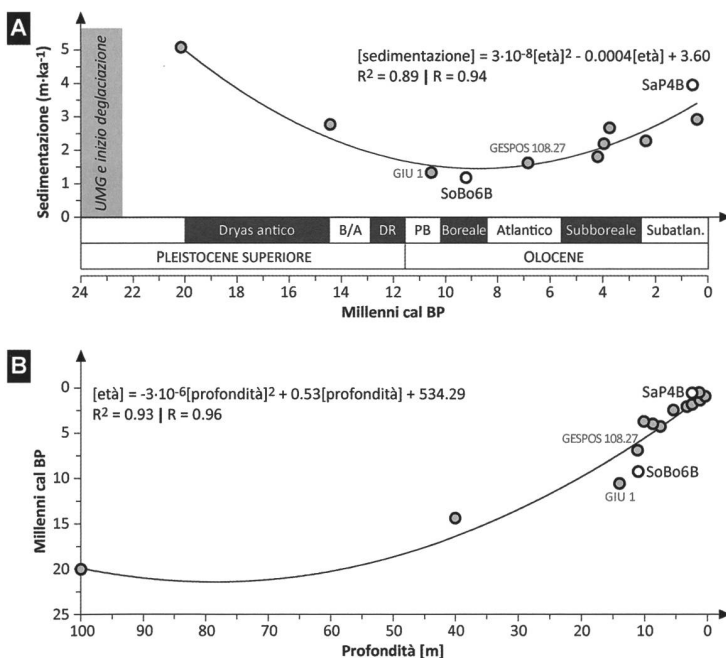 A
Sedimentazione (m·ka-1)
5
4
3
2
1
0
UMG e inizio deglaciazione
[sedimentazione] = 3·10-8[età]2 - 0.0004[età] + 3.60
R2 = 0.89 | R = 0.94
SaP4B
GESPOS 108.27
GIU 1
SoBo6B
Dryas antico B/A DR PB Boreale Atlantico Subboreale Subatlan.
PLEISTOCENE SUPERIORE OLOCENE
24 22 20 18 16 14 12 10 8 6 4 2 0
Millenni cal BP
B
Millenni cal BP
0
5
10
15
20
25
[età] = -3·10-6[profondità]2 + 0.53[profondità] + 534.29
R2 = 0.93 | R = 0.96
SaP4B
GESPOS 108.27
SoBo6B
GIU 1
100 90 80 70 60 50 40 30 20 10 0
Profondità [m]